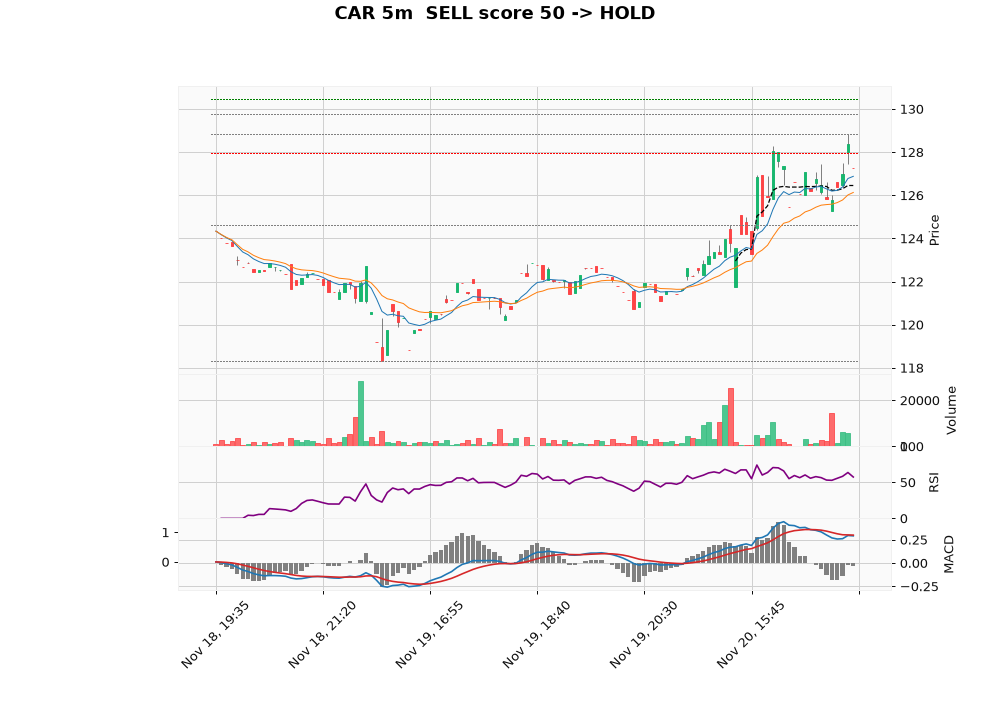 CAR 5m  SELL score 50 -> HOLD
130
128
126
124
122
120
118
Price
20000
0
Volume
100
50
0
RSI
1
0
0.25
0.00
−0.25
MACD
Nov 18, 19:35
Nov 18, 21:20
Nov 19, 16:55
Nov 19, 18:40
Nov 19, 20:30
Nov 20, 15:45